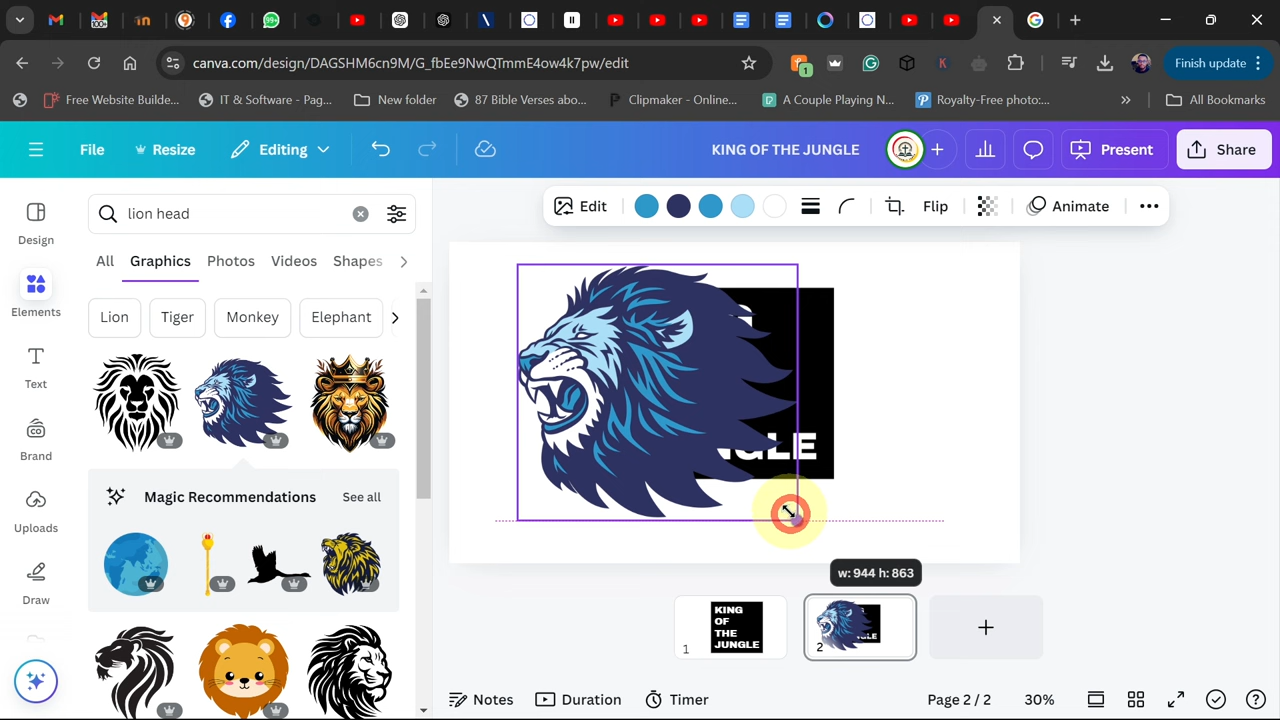 canva.com/design/DAGSHM6cn9M/G_fbEe9NwQTmmE4ow4k7pw/edit
1
Finish update
Free Website Builde...
IT & Software - Pag...
New folder
87 Bible Verses abo...
Clipmaker - Online...
A Couple Playing N...
Royalty-Free photo:...
»
All Bookmarks
File
Resize
Editing
KING OF THE JUNGLE
Present
Share
Design
Elements
Text
Brand
Uploads
Draw
lion head
All
Graphics
Photos
Videos
Shapes
Lion
Tiger
Monkey
Elephant
Magic Recommendations
See all
Edit
Flip
Animate
NGLE
w: 944 h: 863
KING
OF
THE
JUNGLE
1
2
Notes
Duration
Timer
Page 2 / 2
30%